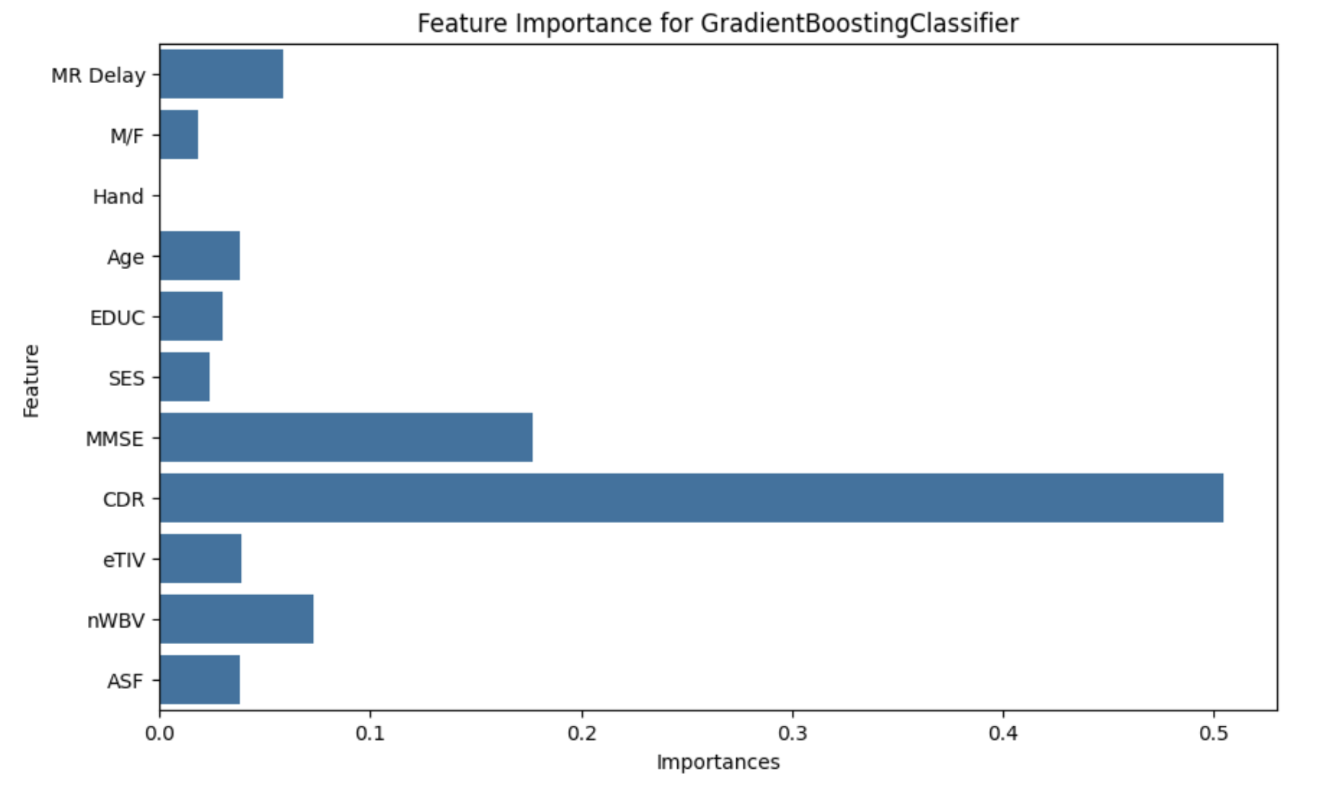 Feature Importance for GradientBoostingClassifier
MR Delay
M/F
Hand
Age
EDUC
SES
MMSE
CDR
eTIV
nWBV
ASF
Feature
0.0 0.1 0.2 0.3 0.4 0.5
Importances